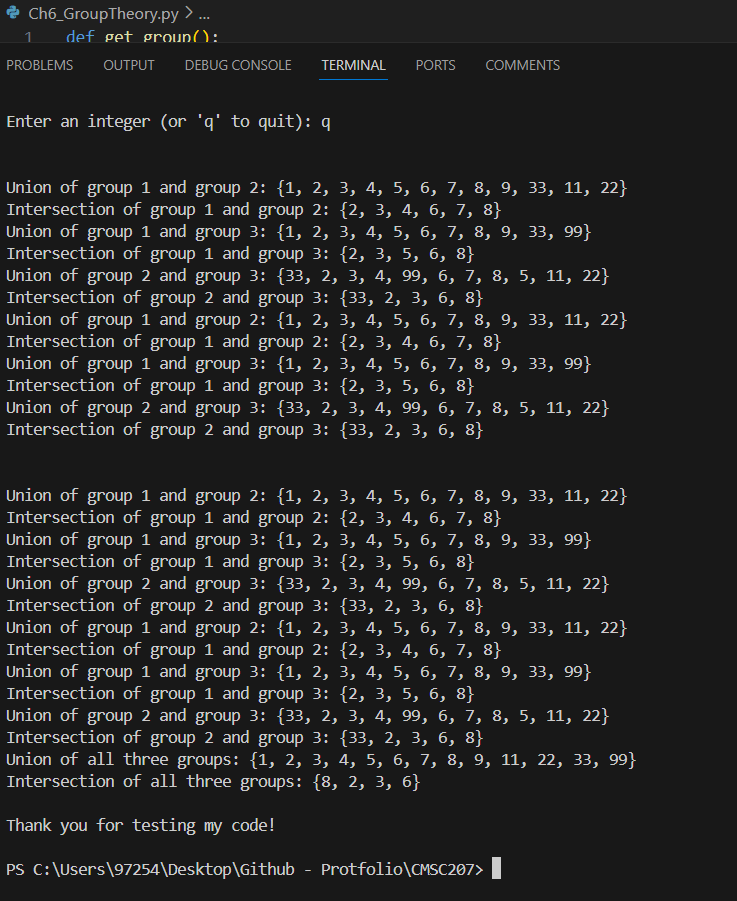 Ch6_GroupTheory.py > ...
1 def get_group():
PROBLEMS OUTPUT DEBUG CONSOLE TERMINAL PORTS COMMENTS
Enter an integer (or 'q' to quit): q
Union of group 1 and group 2: {1, 2, 3, 4, 5, 6, 7, 8, 9, 33, 11, 22}
Intersection of group 1 and group 2: {2, 3, 4, 6, 7, 8}
Union of group 1 and group 3: {1, 2, 3, 4, 5, 6, 7, 8, 9, 33, 99}
Intersection of group 1 and group 3: {2, 3, 5, 6, 8}
Union of group 2 and group 3: {33, 2, 3, 4, 99, 6, 7, 8, 5, 11, 22}
Intersection of group 2 and group 3: {33, 2, 3, 6, 8}
Union of group 1 and group 2: {1, 2, 3, 4, 5, 6, 7, 8, 9, 33, 11, 22}
Intersection of group 1 and group 2: {2, 3, 4, 6, 7, 8}
Union of group 1 and group 3: {1, 2, 3, 4, 5, 6, 7, 8, 9, 33, 99}
Intersection of group 1 and group 3: {2, 3, 5, 6, 8}
Union of group 2 and group 3: {33, 2, 3, 4, 99, 6, 7, 8, 5, 11, 22}
Intersection of group 2 and group 3: {33, 2, 3, 6, 8}
Union of group 1 and group 2: {1, 2, 3, 4, 5, 6, 7, 8, 9, 33, 11, 22}
Intersection of group 1 and group 2: {2, 3, 4, 6, 7, 8}
Union of group 1 and group 3: {1, 2, 3, 4, 5, 6, 7, 8, 9, 33, 99}
Intersection of group 1 and group 3: {2, 3, 5, 6, 8}
Union of group 2 and group 3: {33, 2, 3, 4, 99, 6, 7, 8, 5, 11, 22}
Intersection of group 2 and group 3: {33, 2, 3, 6, 8}
Union of group 1 and group 2: {1, 2, 3, 4, 5, 6, 7, 8, 9, 33, 11, 22}
Intersection of group 1 and group 2: {2, 3, 4, 6, 7, 8}
Union of group 1 and group 3: {1, 2, 3, 4, 5, 6, 7, 8, 9, 33, 99}
Intersection of group 1 and group 3: {2, 3, 5, 6, 8}
Union of group 2 and group 3: {33, 2, 3, 4, 99, 6, 7, 8, 5, 11, 22}
Intersection of group 2 and group 3: {33, 2, 3, 6, 8}
Union of all three groups: {1, 2, 3, 4, 5, 6, 7, 8, 9, 11, 22, 33, 99}
Intersection of all three groups: {8, 2, 3, 6}
Thank you for testing my code!
PS C:\Users\97254\Desktop\Github - Protfolio\CMSC207>